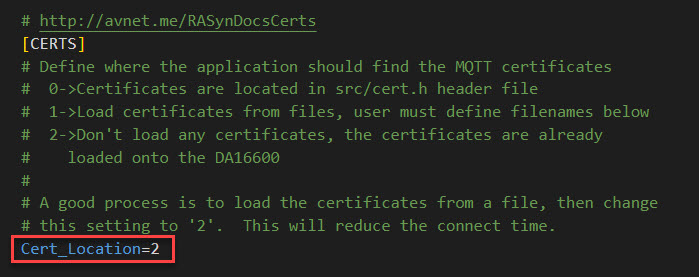 # http://avnet.me/RASynDocsCerts
[CERTS]
# Define where the application should find the MQTT certificates
#  0->Certificates are located in src/cert.h header file
#  1->Load certificates from files, user must define filenames below
#  2->Don't load any certificates, the certificates are already
#    loaded onto the DA16600
#
# A good process is to load the certificates from a file, then change
# this setting to '2'.  This will reduce the connect time.
Cert_Location=2